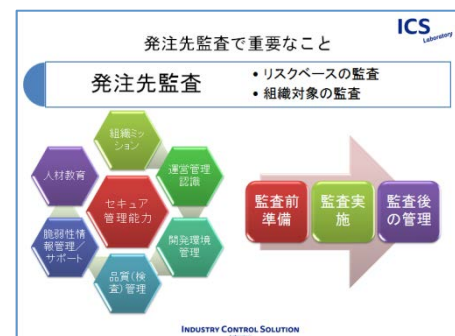 ICS
Laboratory
発注先監査で重要なこと
発注先監査
• リスクベースの監査
• 組織対象の監査
組織ミッ
ション
人材教育
運営管理
認識
セキュア
管理能力
脆弱性情
報管理/
サポート
開発環境
管理
品質(検
査)管理
監査前
準備
監査実
施
監査後
の管理
INDUSTRY CONTROL SOLUTION